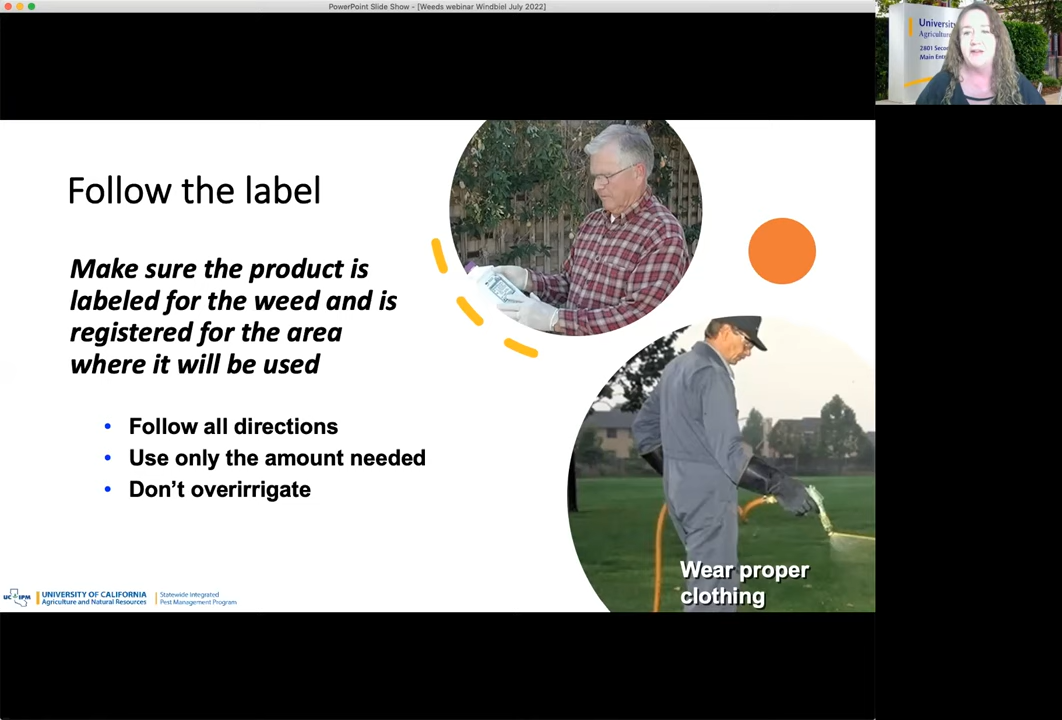 PowerPoint Slide Show - [Weeds webinar Windbiel July 2022]
University
Agriculture
2801
Main
Follow the label
Make sure the product is
labeled for the weed and is
registered for the area
where it will be used
• Follow all directions
• Use only the amount needed
• Don't overirrigate
Wear proper
clothing
UC IPM
UNIVERSITY OF CALIFORNIA
Agriculture and Natural Resources
Statewide Integrated
Pest Management Program